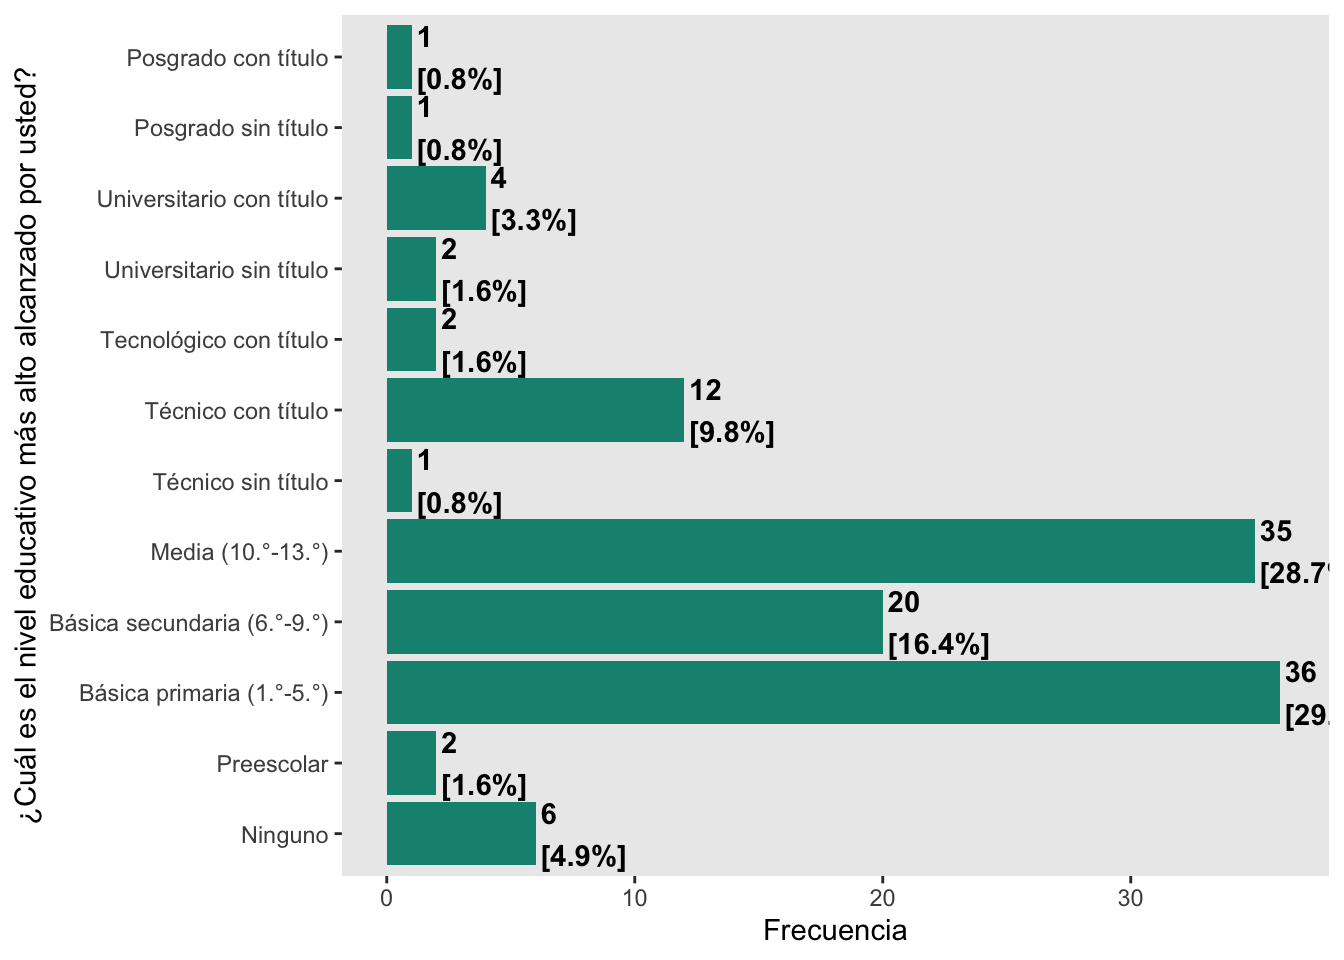 ¿Cuál es el nivel educativo más alto alcanzado por usted?
Posgrado con título
1
[0.8%]
Posgrado sin título
1
[0.8%]
Universitario con título
4
[3.3%]
Universitario sin título
2
[1.6%]
Tecnológico con título
2
[1.6%]
Técnico con título
12
[9.8%]
Técnico sin título
1
[0.8%]
Media (10.°-13.°)
35
[28.7%
Básica secundaria (6.°-9.°)
20
[16.4%]
Básica primaria (1.°-5.°)
36
[29.
Preescolar
2
[1.6%]
Ninguno
6
[4.9%]
0 10 20 30
Frecuencia